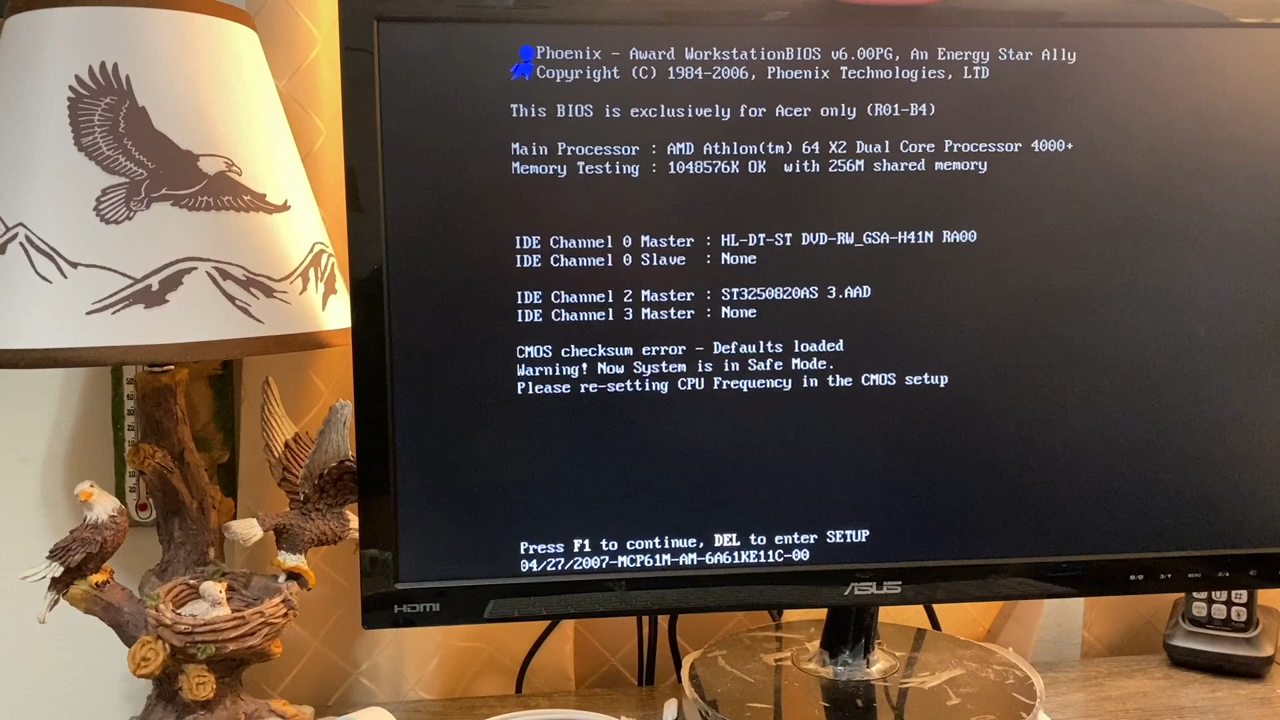 Phoenix - Award WorkstationBIOS v6.00PG, An Energy Star Ally
Copyright (C) 1984-2006, Phoenix Technologies, LTD
This BIOS is exclusively for Acer only (R01-B4)
Main Processor : AMD Athlon(tm) 64 X2 Dual Core Processor 4000+
Memory Testing : 1048576K OK with 256M shared memory
IDE Channel 0 Master : HL-DT-ST DVD-RW_GSA-H41N RA00
IDE Channel 0 Slave : None
IDE Channel 2 Master : ST3250820AS 3.AAD
IDE Channel 3 Master : None
CMOS checksum error - Defaults loaded
Warning! Now System is in Safe Mode.
Please re-setting CPU Frequency in the CMOS setup
Press F1 to continue, DEL to enter SETUP
04/27/2007-MCP61M-AM-6A61KE11C-00
HDMI
ASUS
MENU